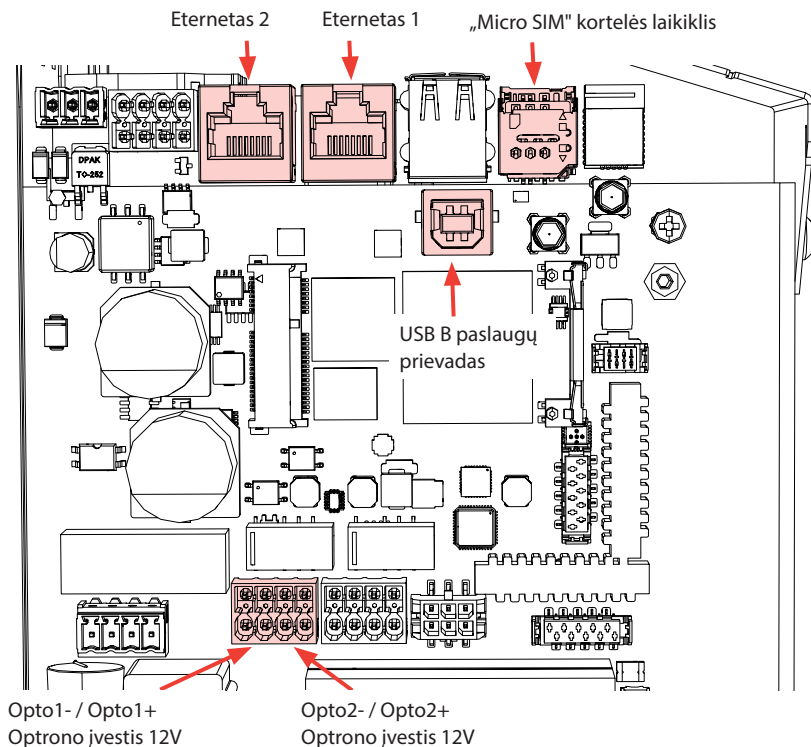 Eternetas 2
Eternetas 1
„Micro SIM" kortelės laikiklis
DPAK
TO-252
USB B paslaugų
prievadas
Opto1- / Opto1+
Optrono įvestis 12V
Opto2- / Opto2+
Optrono įvestis 12V